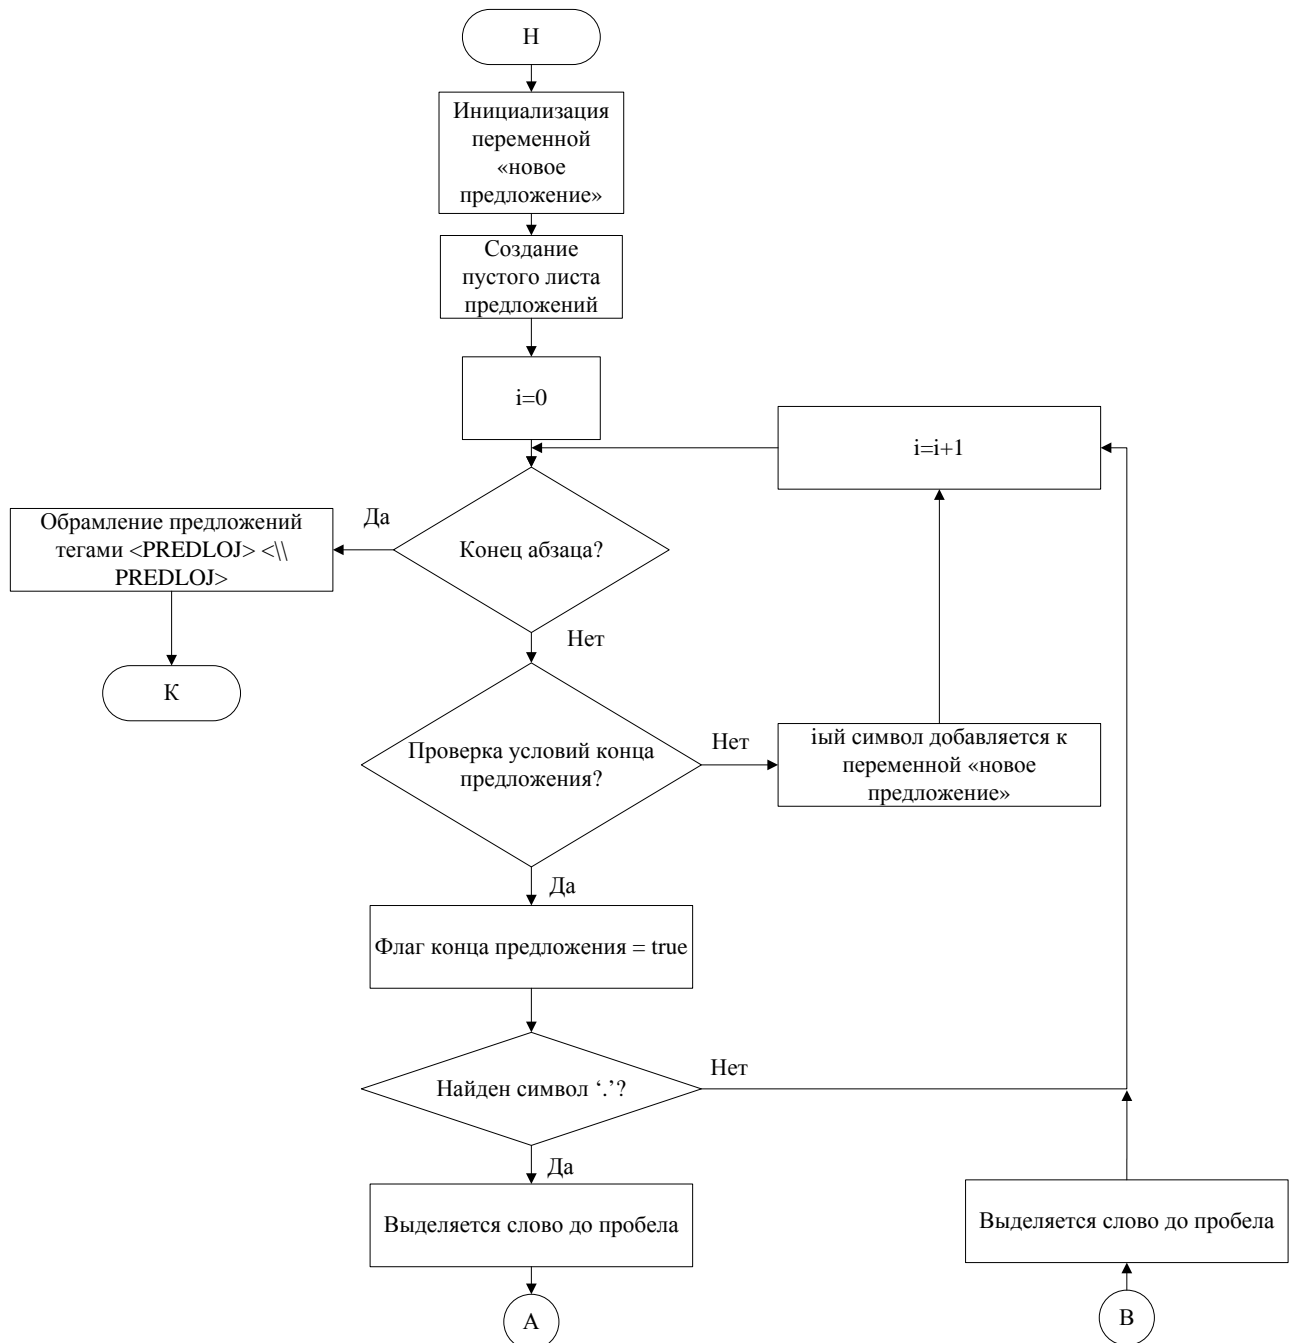 Н
Инициализация
переменной
«новое
предложение»
Создание
пустого листа
предложений
i=0
i=i+1
Обрамление предложений
тегами <PREDLOJ> <\\
PREDLOJ>
Да
Конец абзаца?
Нет
К
Проверка условий конца
предложения?
Нет
iый символ добавляется к
переменной «новое
предложение»
Да
Флаг конца предложения = true
Найден символ ‘.’?
Нет
Да
Выделяется слово до пробела
Выделяется слово до пробела
А
В